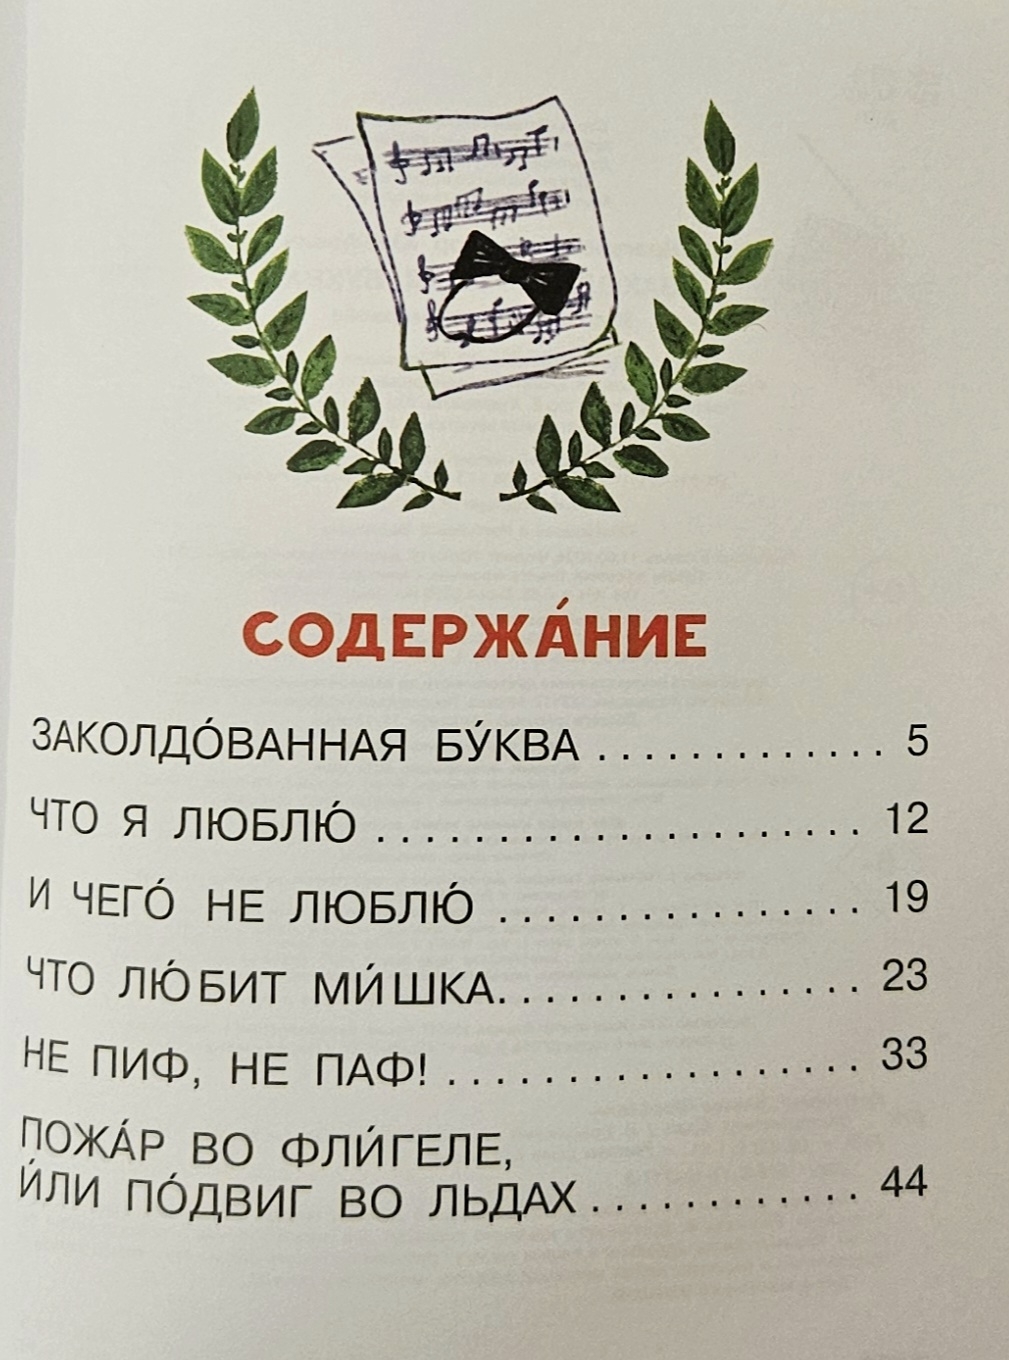 СОДЕРЖА́НИЕ
ЗАКОЛДО́ВАННАЯ БУ́КВА . . . . . . . . . . . . 5
ЧТО Я ЛЮБЛЮ́ . . . . . . . . . . . . . . . . . . . . 12
И ЧЕГО́ НЕ ЛЮБЛЮ́ . . . . . . . . . . . . . . . 19
ЧТО ЛЮ́БИТ МИ́ШКА. . . . . . . . . . . . . . . 23
НЕ ПИФ, НЕ ПАФ! . . . . . . . . . . . . . . . . . 33
ПОЖА́Р ВО ФЛИ́ГЕЛЕ,
И́ЛИ ПО́ДВИГ ВО ЛЬДАХ . . . . . . . . . . . 44